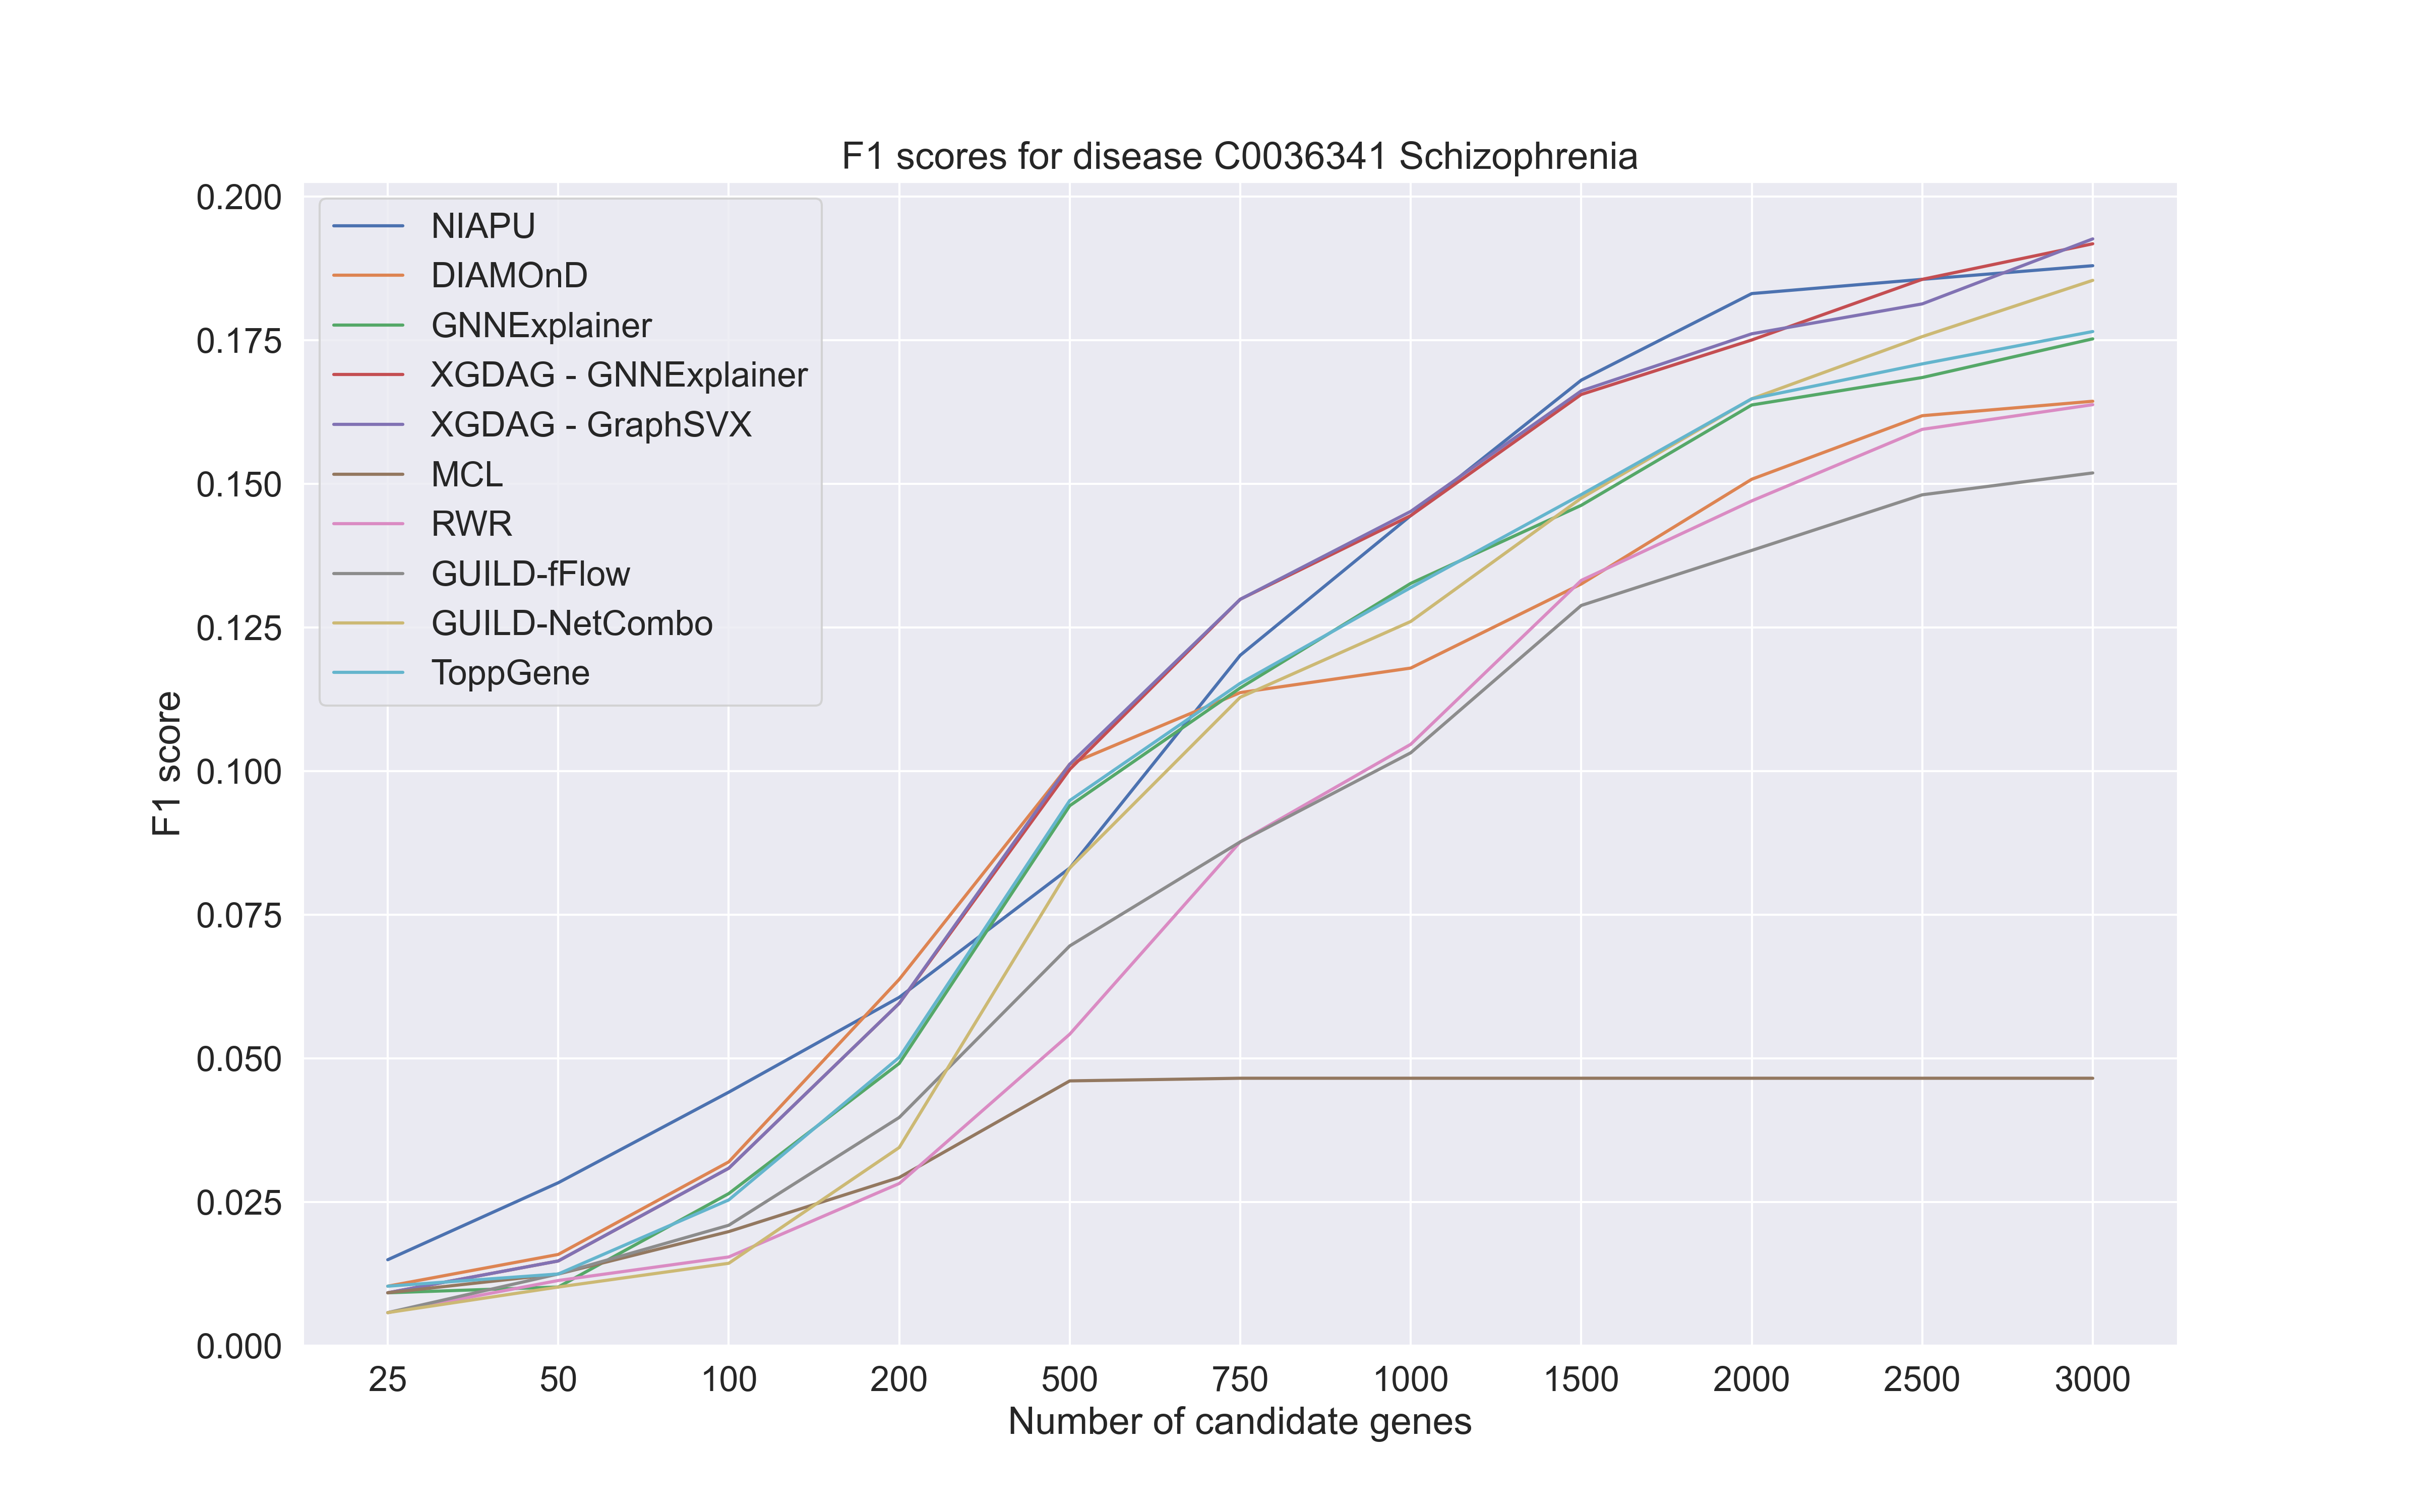 F1 scores for disease C0036341 Schizophrenia
0.200
0.175
0.150
0.125
0.100
0.075
0.050
0.025
0.000
F1 score
NIAPU
DIAMOnD
GNNExplainer
XGDAG - GNNExplainer
XGDAG - GraphSVX
MCL
RWR
GUILD-fFlow
GUILD-NetCombo
ToppGene
25 50 100 200 500 750 1000 1500 2000 2500 3000
Number of candidate genes